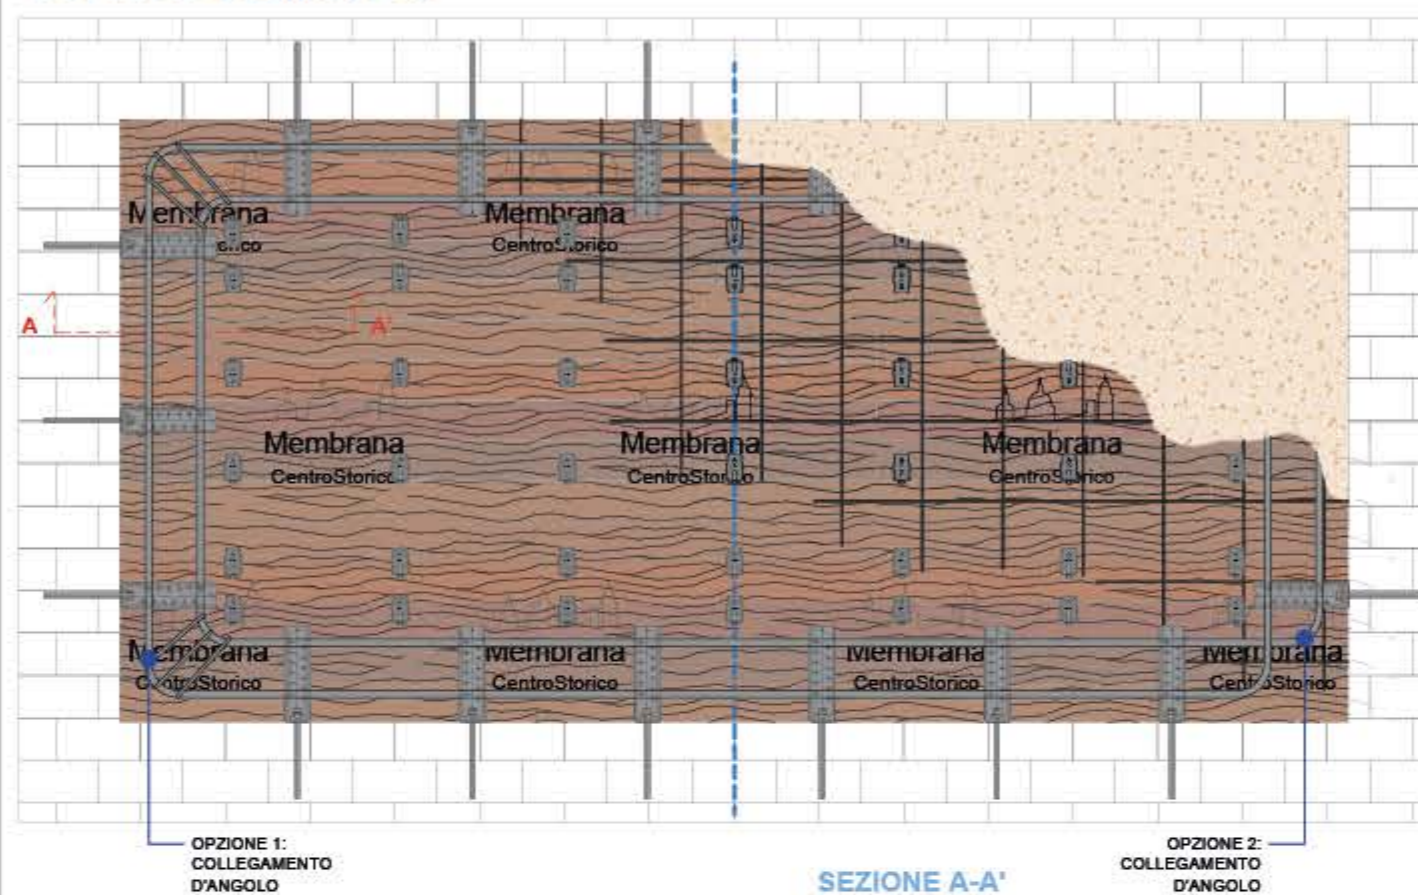 Membrana
Membrana
CentroStorico
A
A'
Membrana
CentroStorico
Membrana
CentroStorico
Membrana
CentroStorico
Membrana
CentroStorico
Membrana
CentroStorico
Membrana
CentroStorico
Membrana
CentroStorico
OPZIONE 1:
COLLEGAMENTO
D'ANGOLO
OPZIONE 2:
COLLEGAMENTO
D'ANGOLO
SEZIONE A-A'